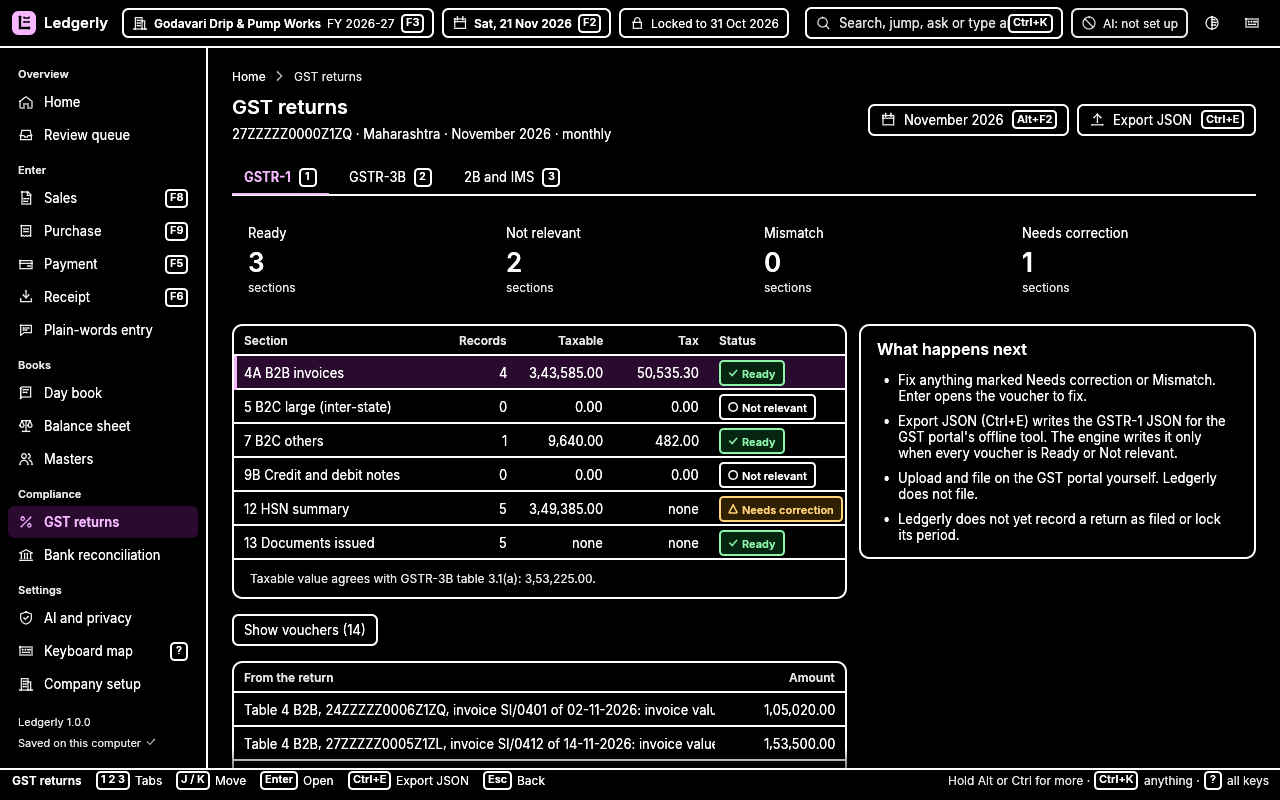 Ledgerly
Godavari Drip & Pump Works FY 2026-27 F3
Sat, 21 Nov 2026 F2
Locked to 31 Oct 2026
Search, jump, ask or type a Ctrl+K
AI: not set up
Overview
Home
Review queue
Enter
Sales F8
Purchase F9
Payment F5
Receipt F6
Plain-words entry
Books
Day book
Balance sheet
Masters
Compliance
GST returns
Bank reconciliation
Settings
AI and privacy
Keyboard map ?
Company setup
Ledgerly 1.0.0
Saved on this computer
Home GST returns
GST returns
27ZZZZZ0000Z1ZQ · Maharashtra · November 2026 · monthly
November 2026 Alt+F2
Export JSON Ctrl+E
GSTR-1 1 GSTR-3B 2 2B and IMS 3
Ready Not relevant Mismatch Needs correction
3 2 0 1
sections sections sections sections
Section Records Taxable Tax Status
4A B2B invoices 4 3,43,585.00 50,535.30 Ready
5 B2C large (inter-state) 0 0.00 0.00 Not relevant
7 B2C others 1 9,640.00 482.00 Ready
9B Credit and debit notes 0 0.00 0.00 Not relevant
12 HSN summary 5 3,49,385.00 none Needs correction
13 Documents issued 5 none none Ready
Taxable value agrees with GSTR-3B table 3.1(a): 3,53,225.00.
What happens next
• Fix anything marked Needs correction or Mismatch.
Enter opens the voucher to fix.
• Export JSON (Ctrl+E) writes the GSTR-1 JSON for the
GST portal's offline tool. The engine writes it only
when every voucher is Ready or Not relevant.
• Upload and file on the GST portal yourself. Ledgerly
does not file.
• Ledgerly does not yet record a return as filed or lock
its period.
Show vouchers (14)
From the return Amount
Table 4 B2B, 24ZZZZZ0006Z1ZQ, invoice SI/0401 of 02-11-2026: invoice valu 1,05,020.00
Table 4 B2B, 27ZZZZZ0005Z1ZL, invoice SI/0412 of 14-11-2026: invoice value 1,53,500.00
GST returns 1 2 3 Tabs J / K Move Enter Open Ctrl+E Export JSON Esc Back
Hold Alt or Ctrl for more · Ctrl+K anything · ? all keys